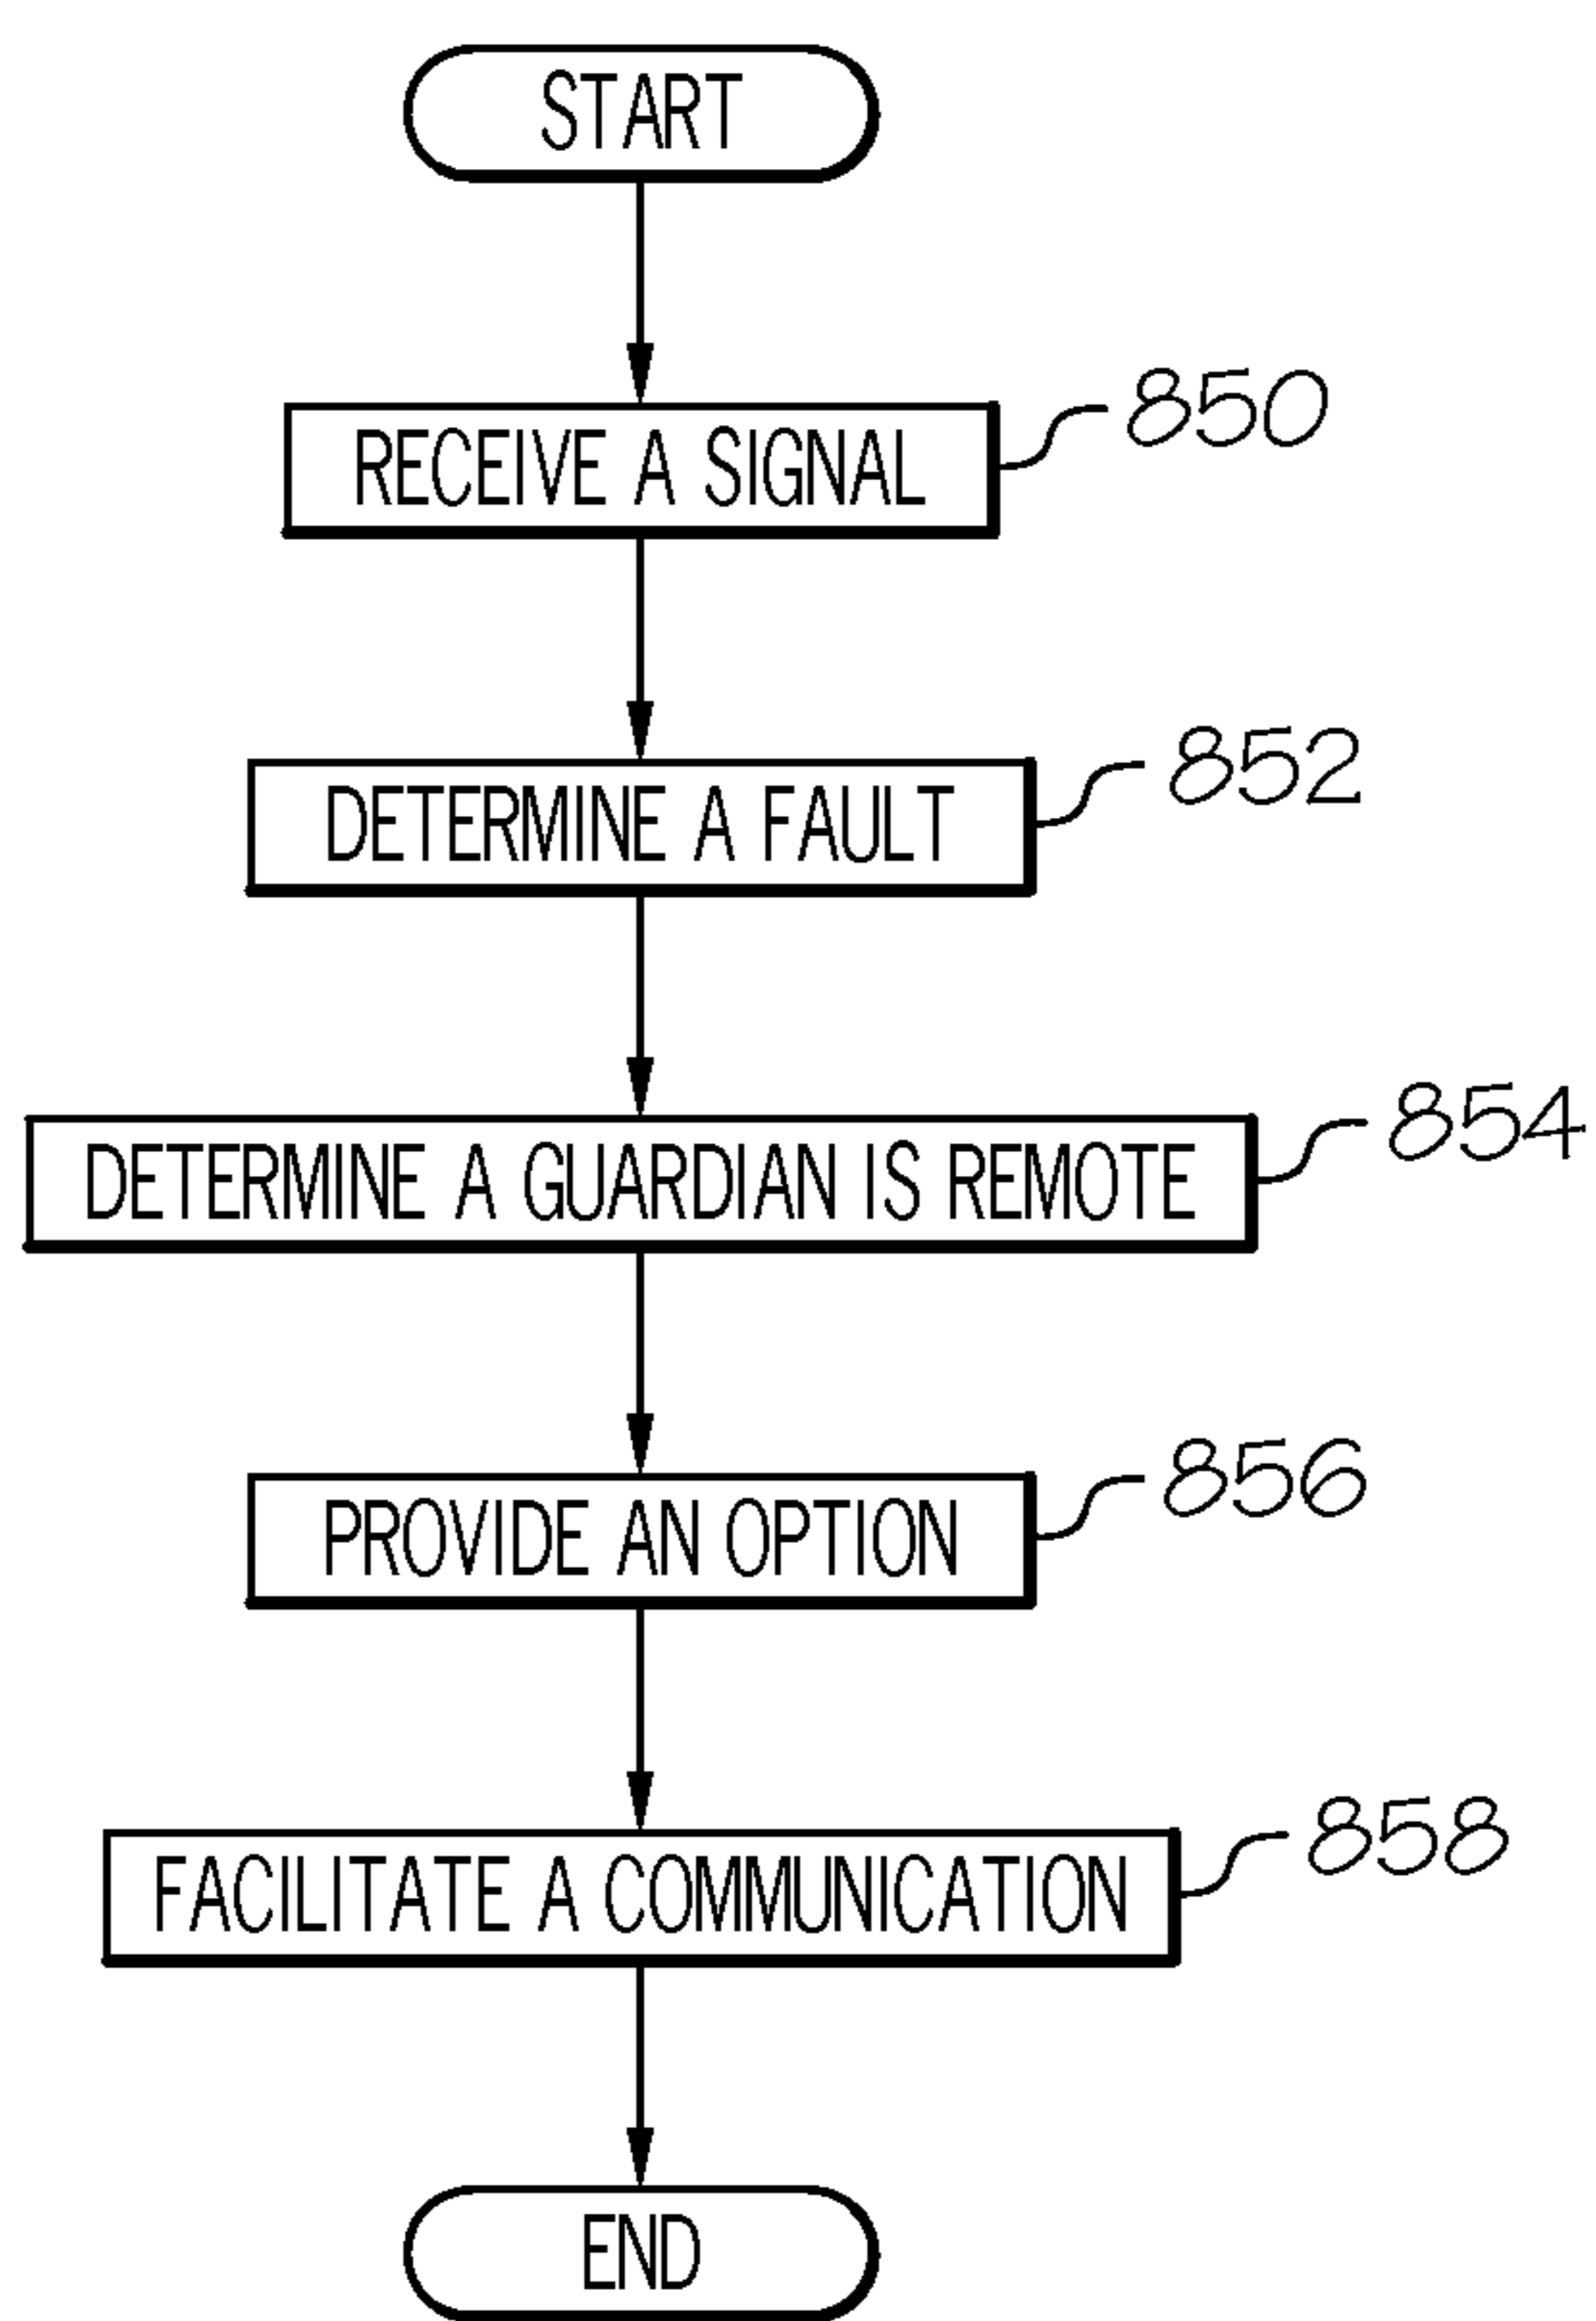 START
RECEIVE A SIGNAL
850
DETERMINE A FAULT
852
DETERMINE A GUARDIAN IS REMOTE
854
PROVIDE AN OPTION
856
FACILITATE A COMMUNICATION
858
END